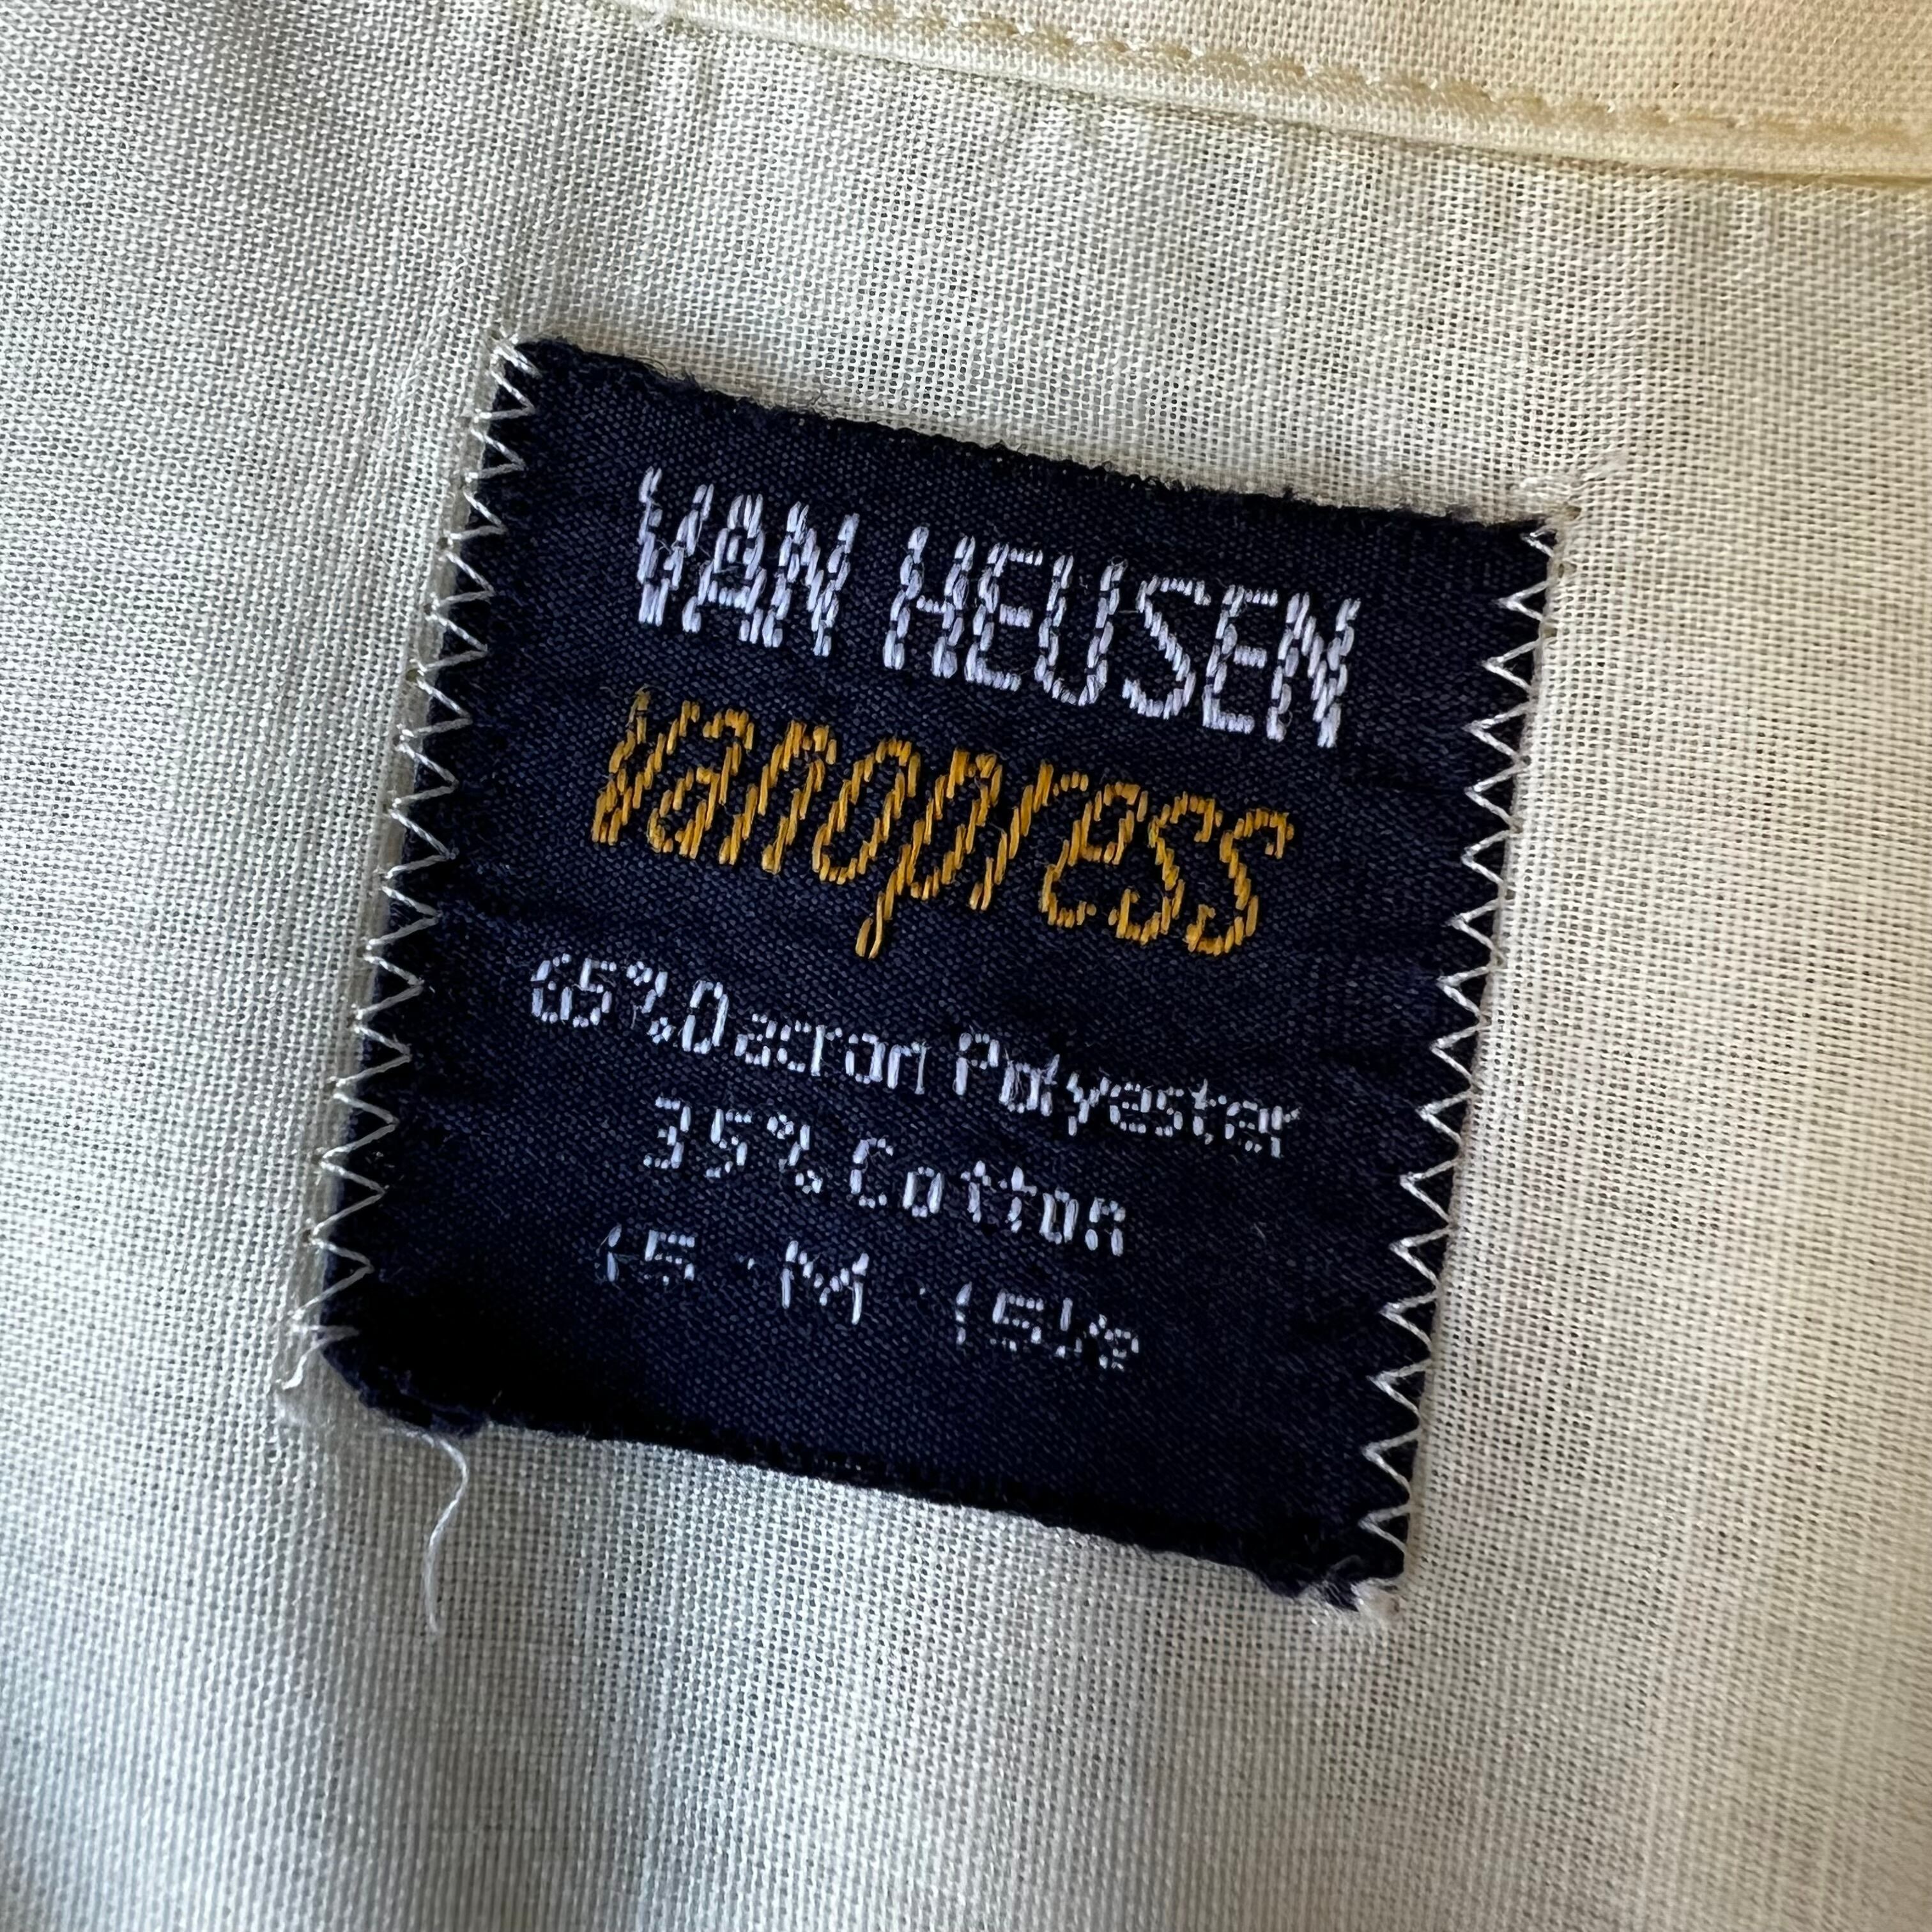 VAN HEUSEN
vanopress
65% Dacron Polyester
35% Cotton
15 - M - 15½